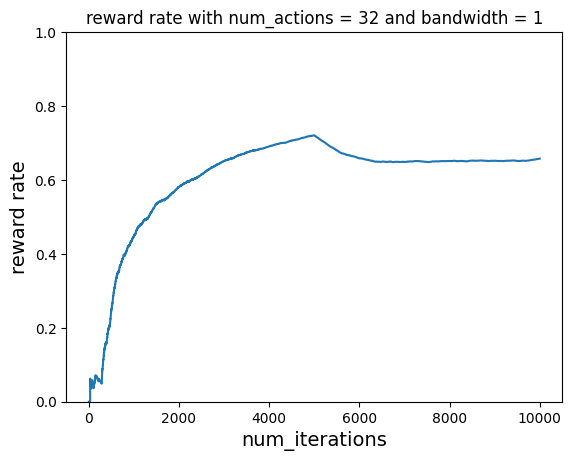 reward rate with num_actions = 32 and bandwidth = 1
1.0
0.8
0.6
0.4
0.2
0.0
reward rate
0 2000 4000 6000 8000 10000
num_iterations